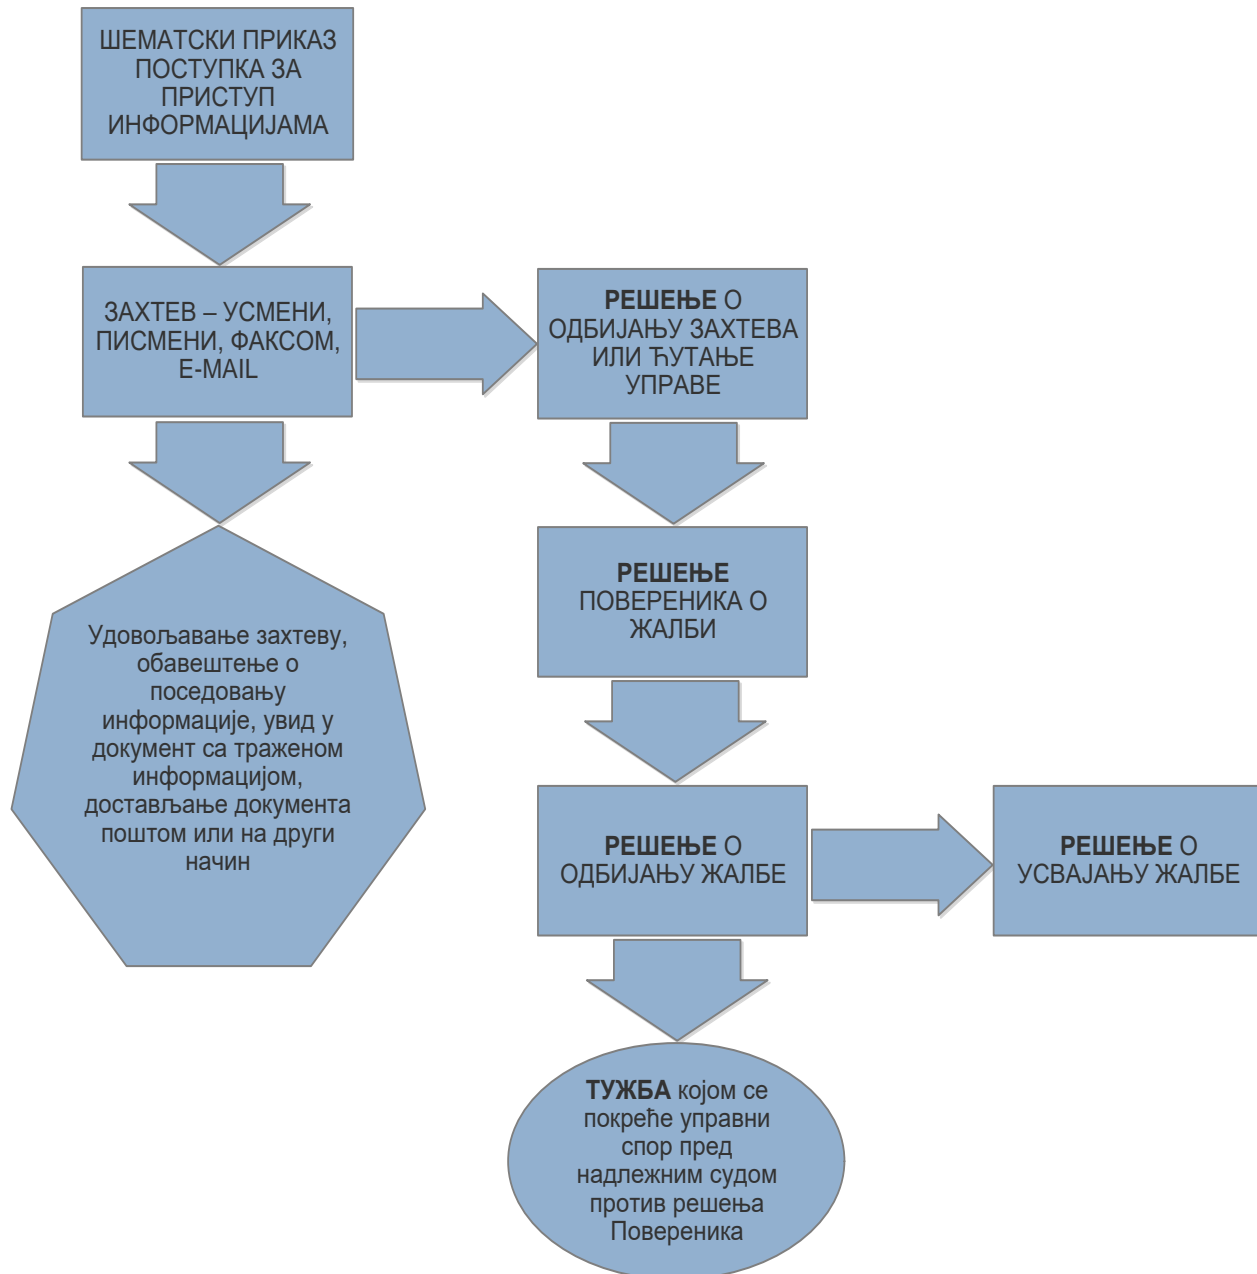 ШЕМАТСКИ ПРИКАЗ
ПОСТУПКА ЗА
ПРИСТУП
ИНФОРМАЦИЈАМА
ЗАХТЕВ – УСМЕНИ,
ПИСМЕНИ, ФАКСОМ,
E-MAIL
РЕШЕЊЕ О
ОДБИЈАЊУ ЗАХТЕВА
ИЛИ ЋУТАЊЕ
УПРАВЕ
Удовољавање захтеву,
обавештење о
поседовању
информације, увид у
документ са траженом
информацијом,
достављање документа
поштом или на други
начин
РЕШЕЊЕ
ПОВЕРЕНИКА О
ЖАЛБИ
РЕШЕЊЕ О
ОДБИЈАЊУ ЖАЛБЕ
РЕШЕЊЕ О
УСВАЈАЊУ ЖАЛБЕ
ТУЖБА којом се
покреће управни
спор пред
надлежним судом
против решења
Повереника